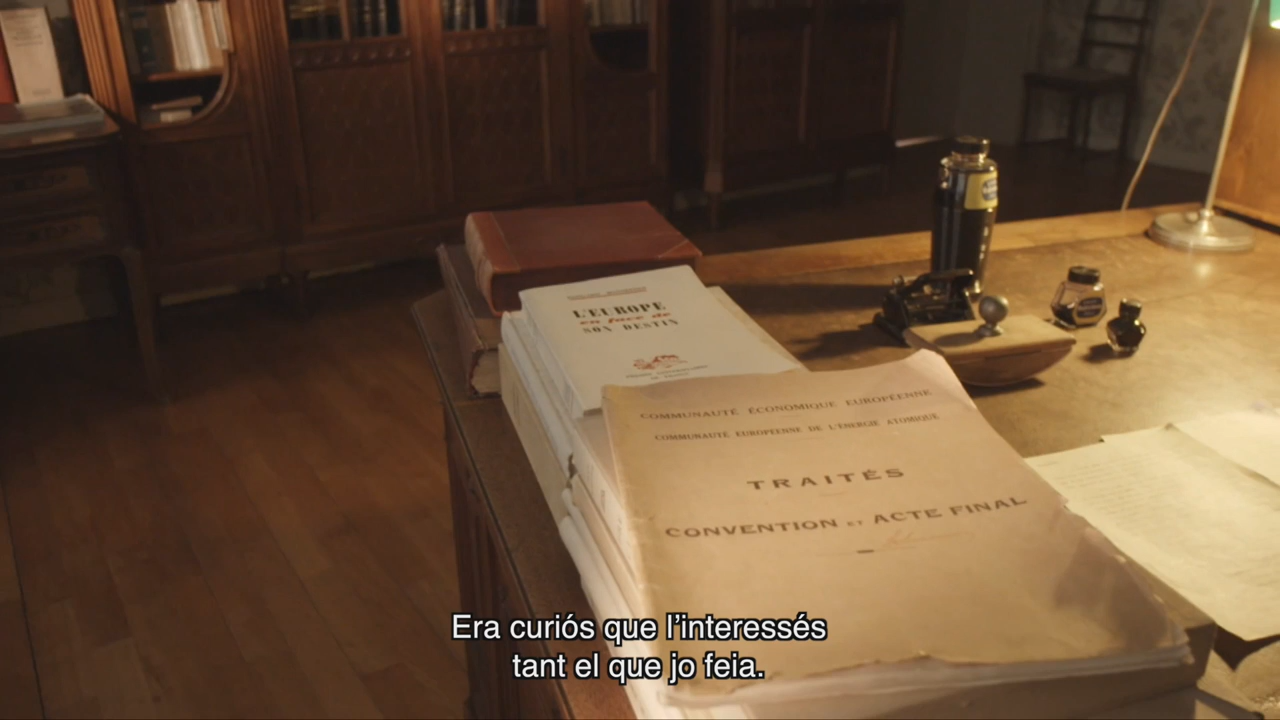 L'EUROPE
en face de
SON DESTIN
COMMUNAUTÉ ÉCONOMIQUE EUROPÉENNE
COMMUNAUTÉ EUROPÉENNE DE L'ÉNERGIE ATOMIQUE
TRAITÉS
CONVENTION ET ACTE FINAL
Era curiós que l'interessés
tant el que jo feia.